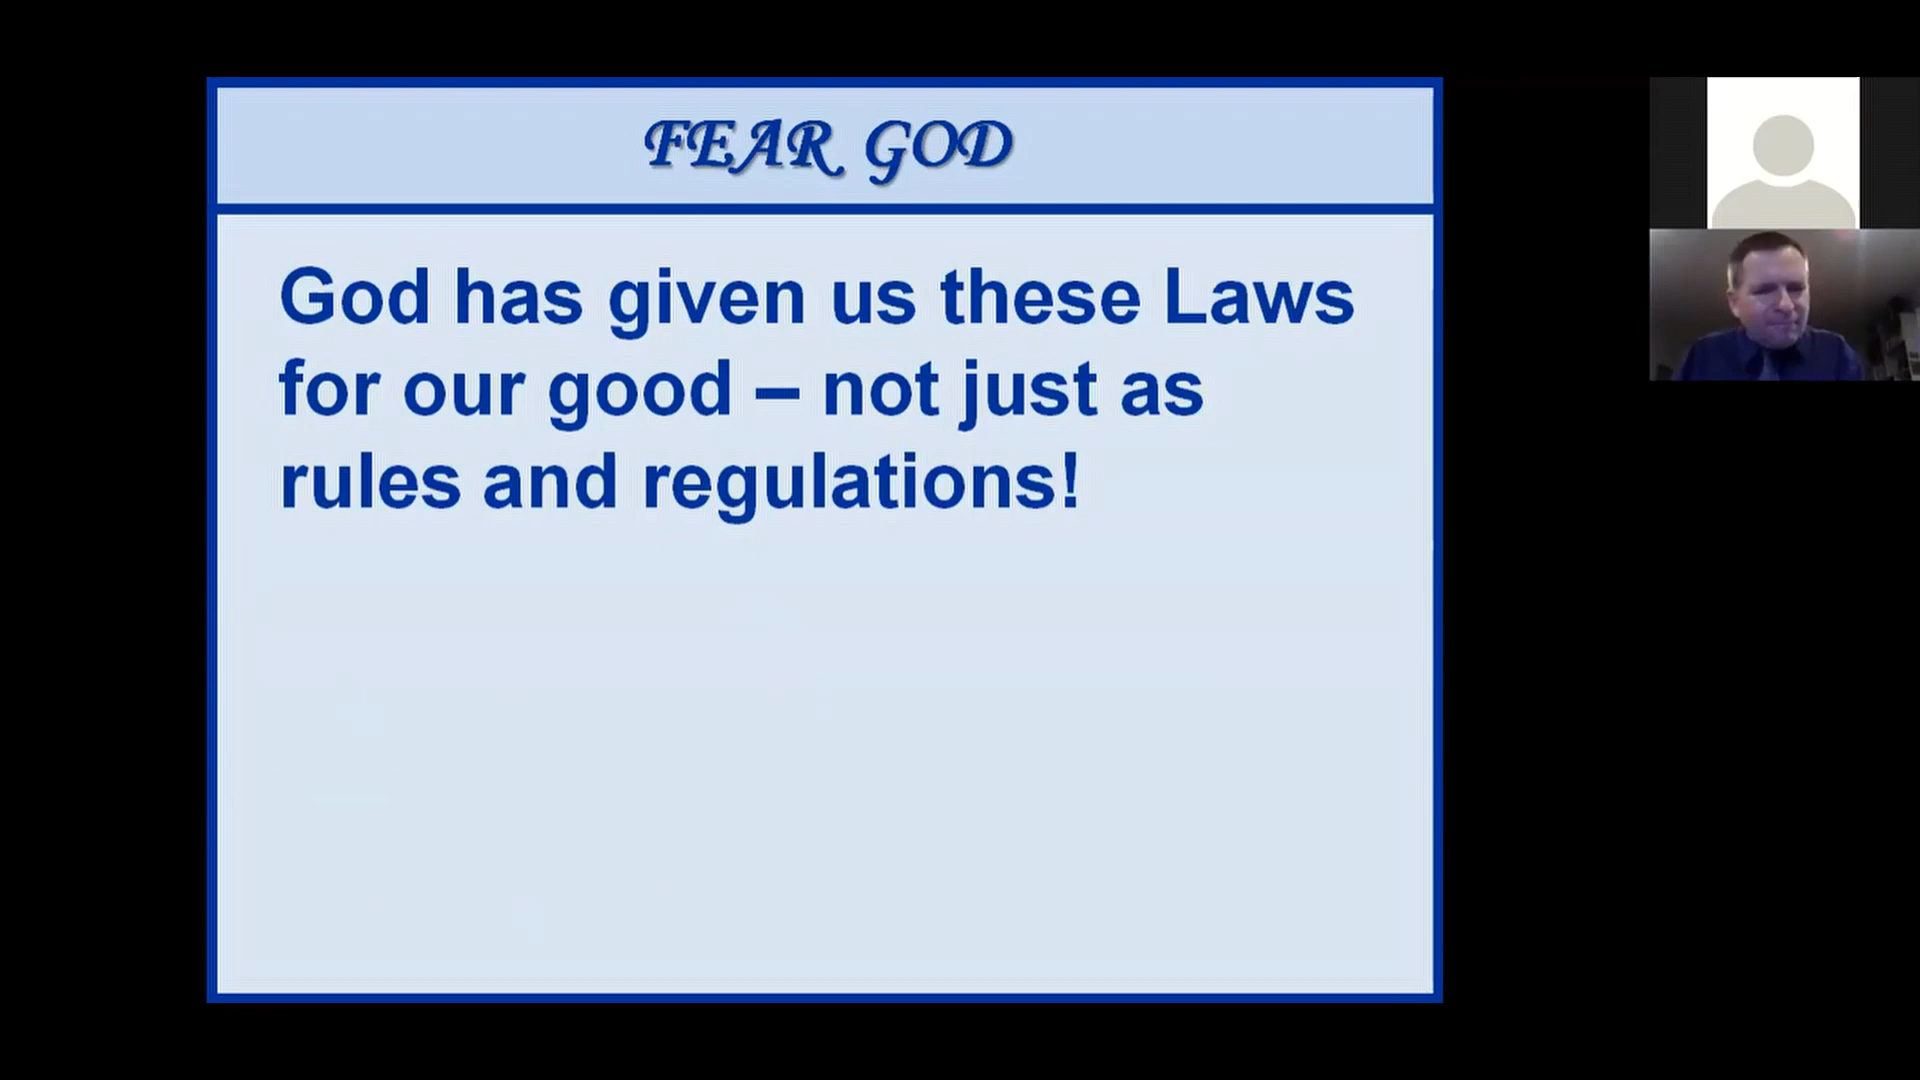 FEAR GOD
God has given us these Laws
for our good – not just as
rules and regulations!